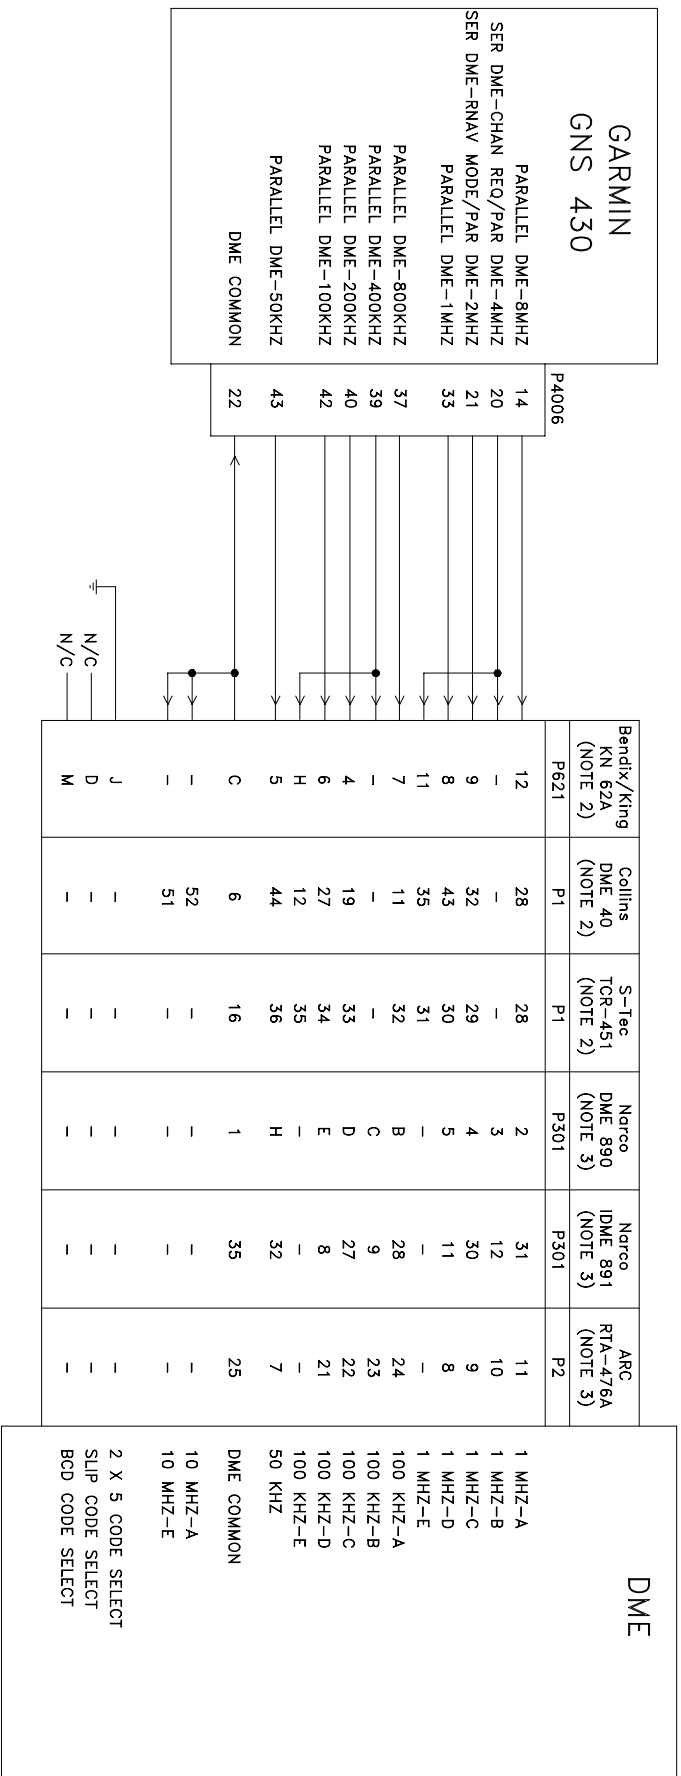 GARMIN
GNS 430
PARALLEL DME-8MHZ
SER DME-CHAN REQ/PAR DME-4MHZ
SER DME-RNAV MODE/PAR DME-2MHZ
PARALLEL DME-1MHZ
PARALLEL DME-800KHZ
PARALLEL DME-400KHZ
PARALLEL DME-200KHZ
PARALLEL DME-100KHZ
PARALLEL DME-50KHZ
DME COMMON
P4006
14
20
21
33
37
39
40
42
43
22
N/C
N/C
Bendix/King
KN 62A
(NOTE 2)
P621
12
-
9
8
11
7
-
4
6
H
5
C
-
-
J
D
M
Collins
DME 40
(NOTE 2)
P1
28
-
32
43
35
11
-
19
27
12
44
6
52
51
-
-
-
S-Tec
TCR-451
(NOTE 2)
P1
28
-
29
30
31
32
-
33
34
35
36
16
-
-
-
-
-
Narco
DME 890
(NOTE 3)
P301
2
3
4
5
-
B
C
D
E
-
H
1
-
-
-
-
-
Narco
IDME 891
(NOTE 3)
P301
31
12
30
11
-
28
9
27
8
-
32
35
-
-
-
-
-
ARC
RTA-476A
(NOTE 3)
P2
11
10
9
8
-
24
23
22
21
-
7
25
-
-
-
-
-
DME
1 MHZ-A
1 MHZ-B
1 MHZ-C
1 MHZ-D
1 MHZ-E
100 KHZ-A
100 KHZ-B
100 KHZ-C
100 KHZ-D
100 KHZ-E
50 KHZ
DME COMMON
10 MHZ-A
10 MHZ-E
2 X 5 CODE SELECT
SLIP CODE SELECT
BCD CODE SELECT